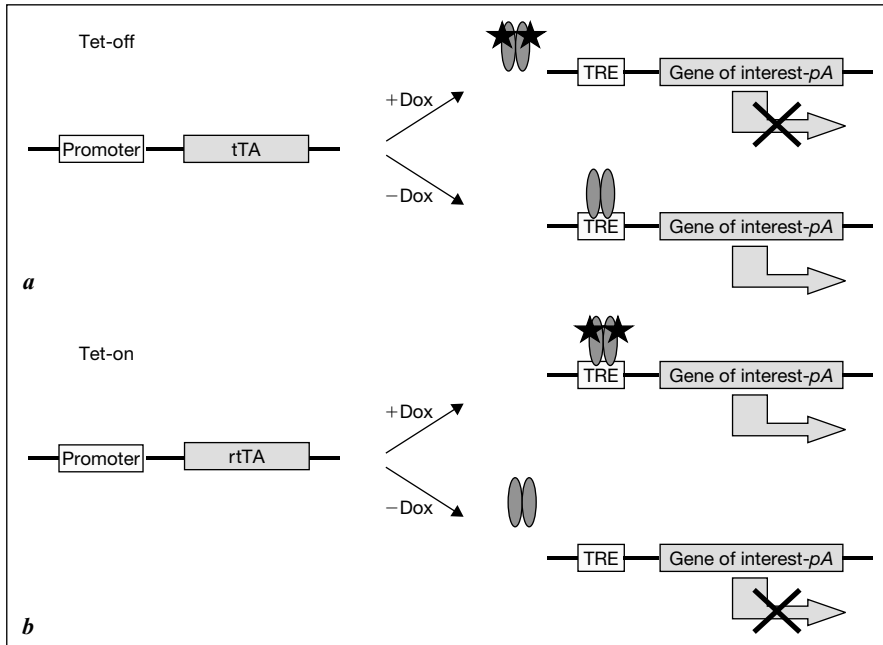 Tet-off
TRE Gene of interest-pA
+Dox
Promoter tTA
−Dox
TRE Gene of interest-pA
a
Tet-on
TRE Gene of interest-pA
+Dox
Promoter rtTA
−Dox
TRE Gene of interest-pA
b